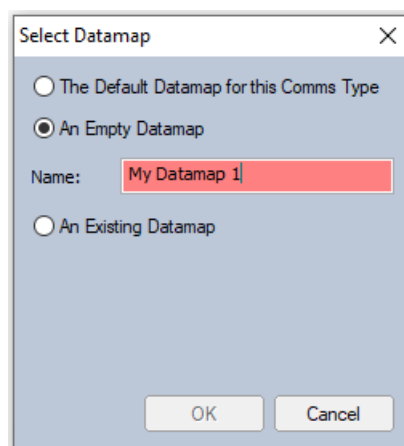 Select Datamap
The Default Datamap for this Comms Type
An Empty Datamap
Name: My Datamap 1
An Existing Datamap
OK Cancel